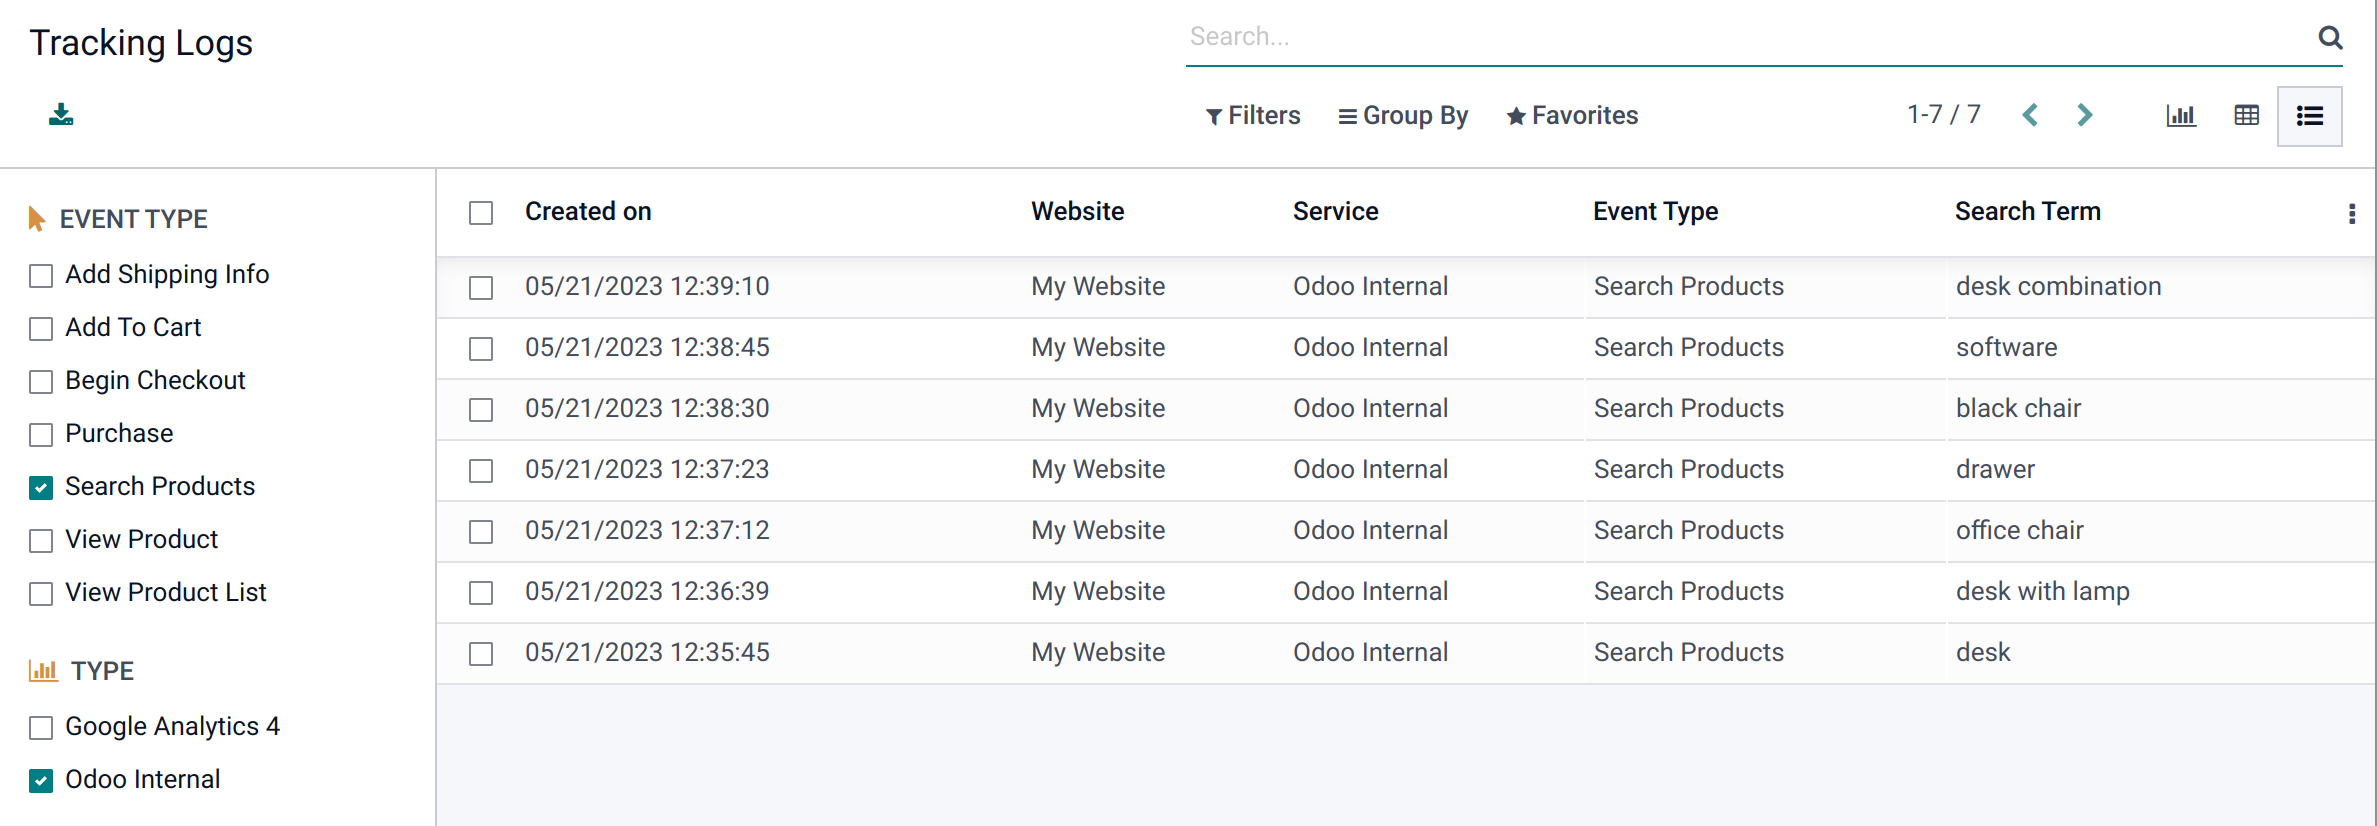 Tracking Logs
Search...
Filters Group By Favorites 1-7 / 7
EVENT TYPE
Add Shipping Info
Add To Cart
Begin Checkout
Purchase
Search Products
View Product
View Product List
TYPE
Google Analytics 4
Odoo Internal
Created on Website Service Event Type Search Term
05/21/2023 12:39:10 My Website Odoo Internal Search Products desk combination
05/21/2023 12:38:45 My Website Odoo Internal Search Products software
05/21/2023 12:38:30 My Website Odoo Internal Search Products black chair
05/21/2023 12:37:23 My Website Odoo Internal Search Products drawer
05/21/2023 12:37:12 My Website Odoo Internal Search Products office chair
05/21/2023 12:36:39 My Website Odoo Internal Search Products desk with lamp
05/21/2023 12:35:45 My Website Odoo Internal Search Products desk